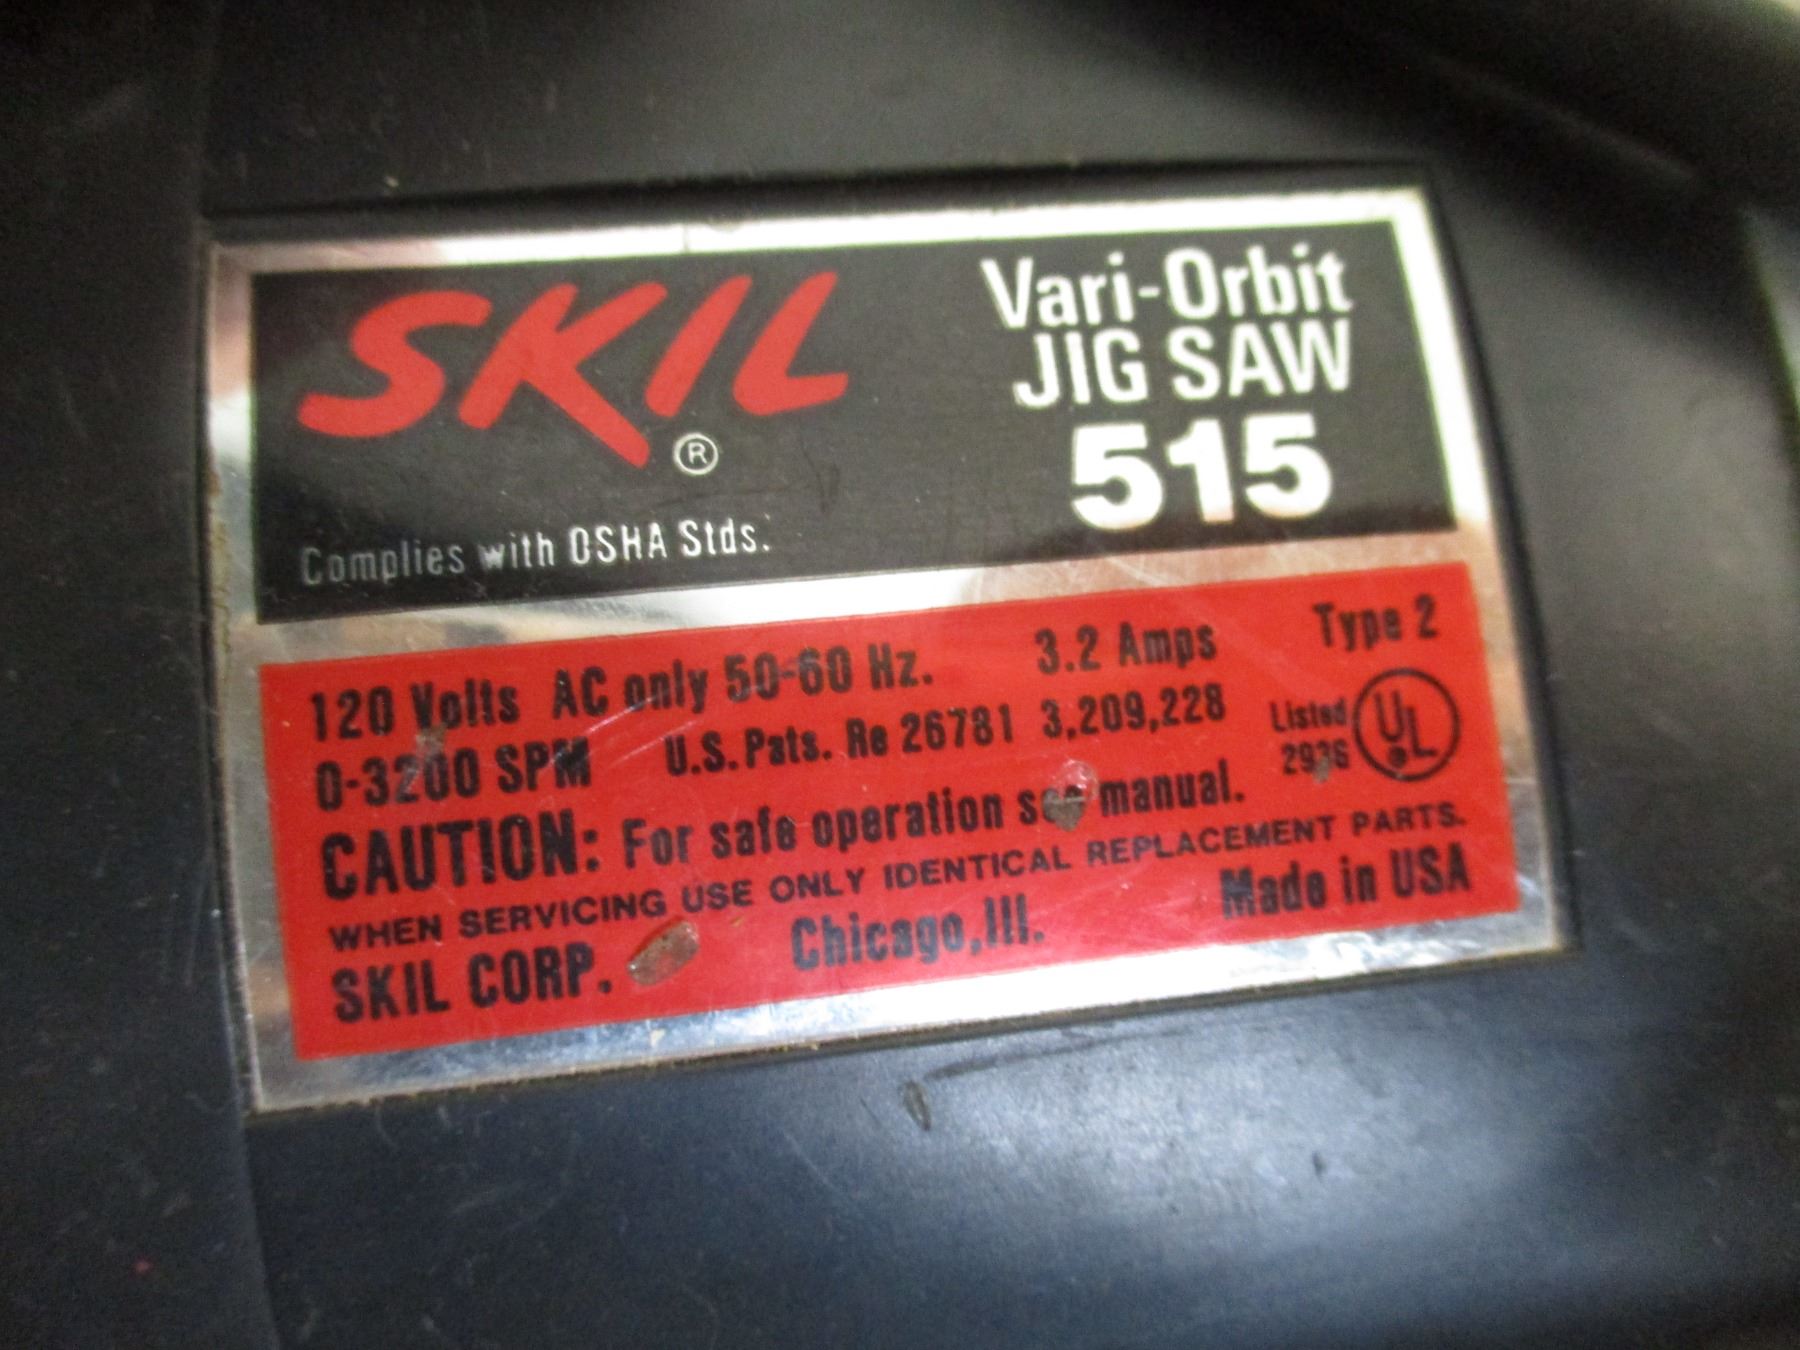 SKIL
®
Vari-Orbit
JIG SAW
515
Complies with OSHA Stds.
120 Volts AC only 50-60 Hz. 3.2 Amps Type 2
0-3200 SPM U.S. Pats. Re 26781 3,209,228 Listed UL
CAUTION: For safe operation see manual.
WHEN SERVICING USE ONLY IDENTICAL REPLACEMENT PARTS.
SKIL CORP. Chicago, Ill. Made in USA